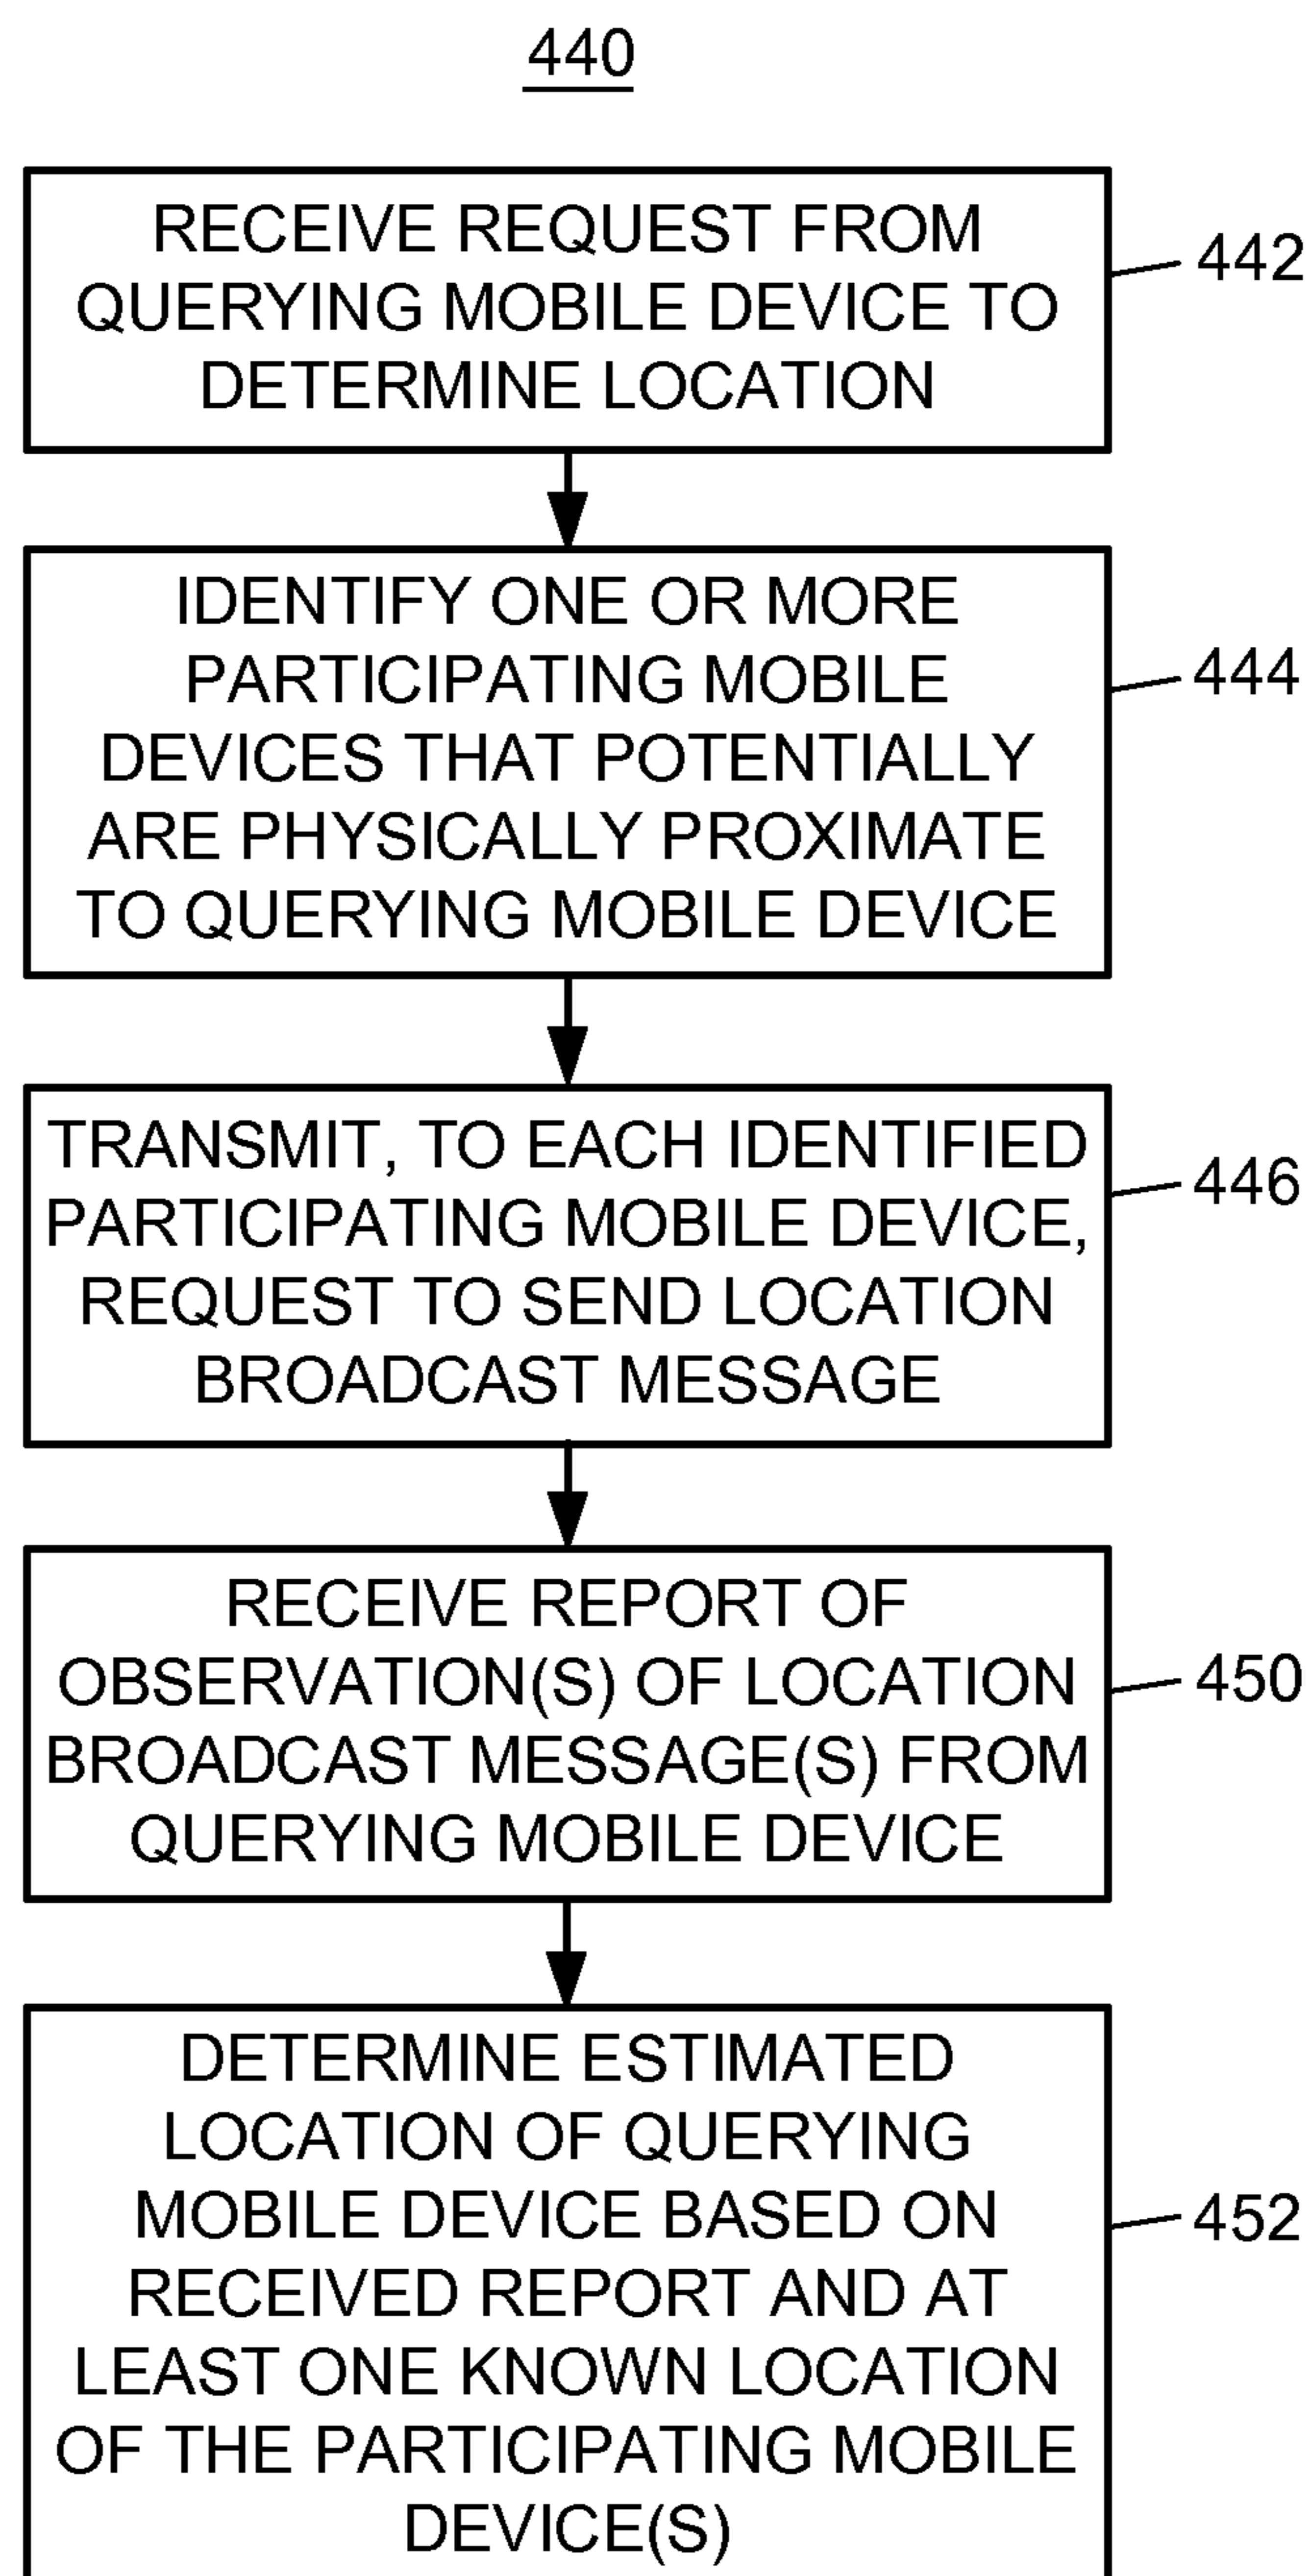 440
RECEIVE REQUEST FROM
QUERYING MOBILE DEVICE TO
DETERMINE LOCATION
442
IDENTIFY ONE OR MORE
PARTICIPATING MOBILE
DEVICES THAT POTENTIALLY
ARE PHYSICALLY PROXIMATE
TO QUERYING MOBILE DEVICE
444
TRANSMIT, TO EACH IDENTIFIED
PARTICIPATING MOBILE DEVICE,
REQUEST TO SEND LOCATION
BROADCAST MESSAGE
446
RECEIVE REPORT OF
OBSERVATION(S) OF LOCATION
BROADCAST MESSAGE(S) FROM
QUERYING MOBILE DEVICE
450
DETERMINE ESTIMATED
LOCATION OF QUERYING
MOBILE DEVICE BASED ON
RECEIVED REPORT AND AT
LEAST ONE KNOWN LOCATION
OF THE PARTICIPATING MOBILE
DEVICE(S)
452